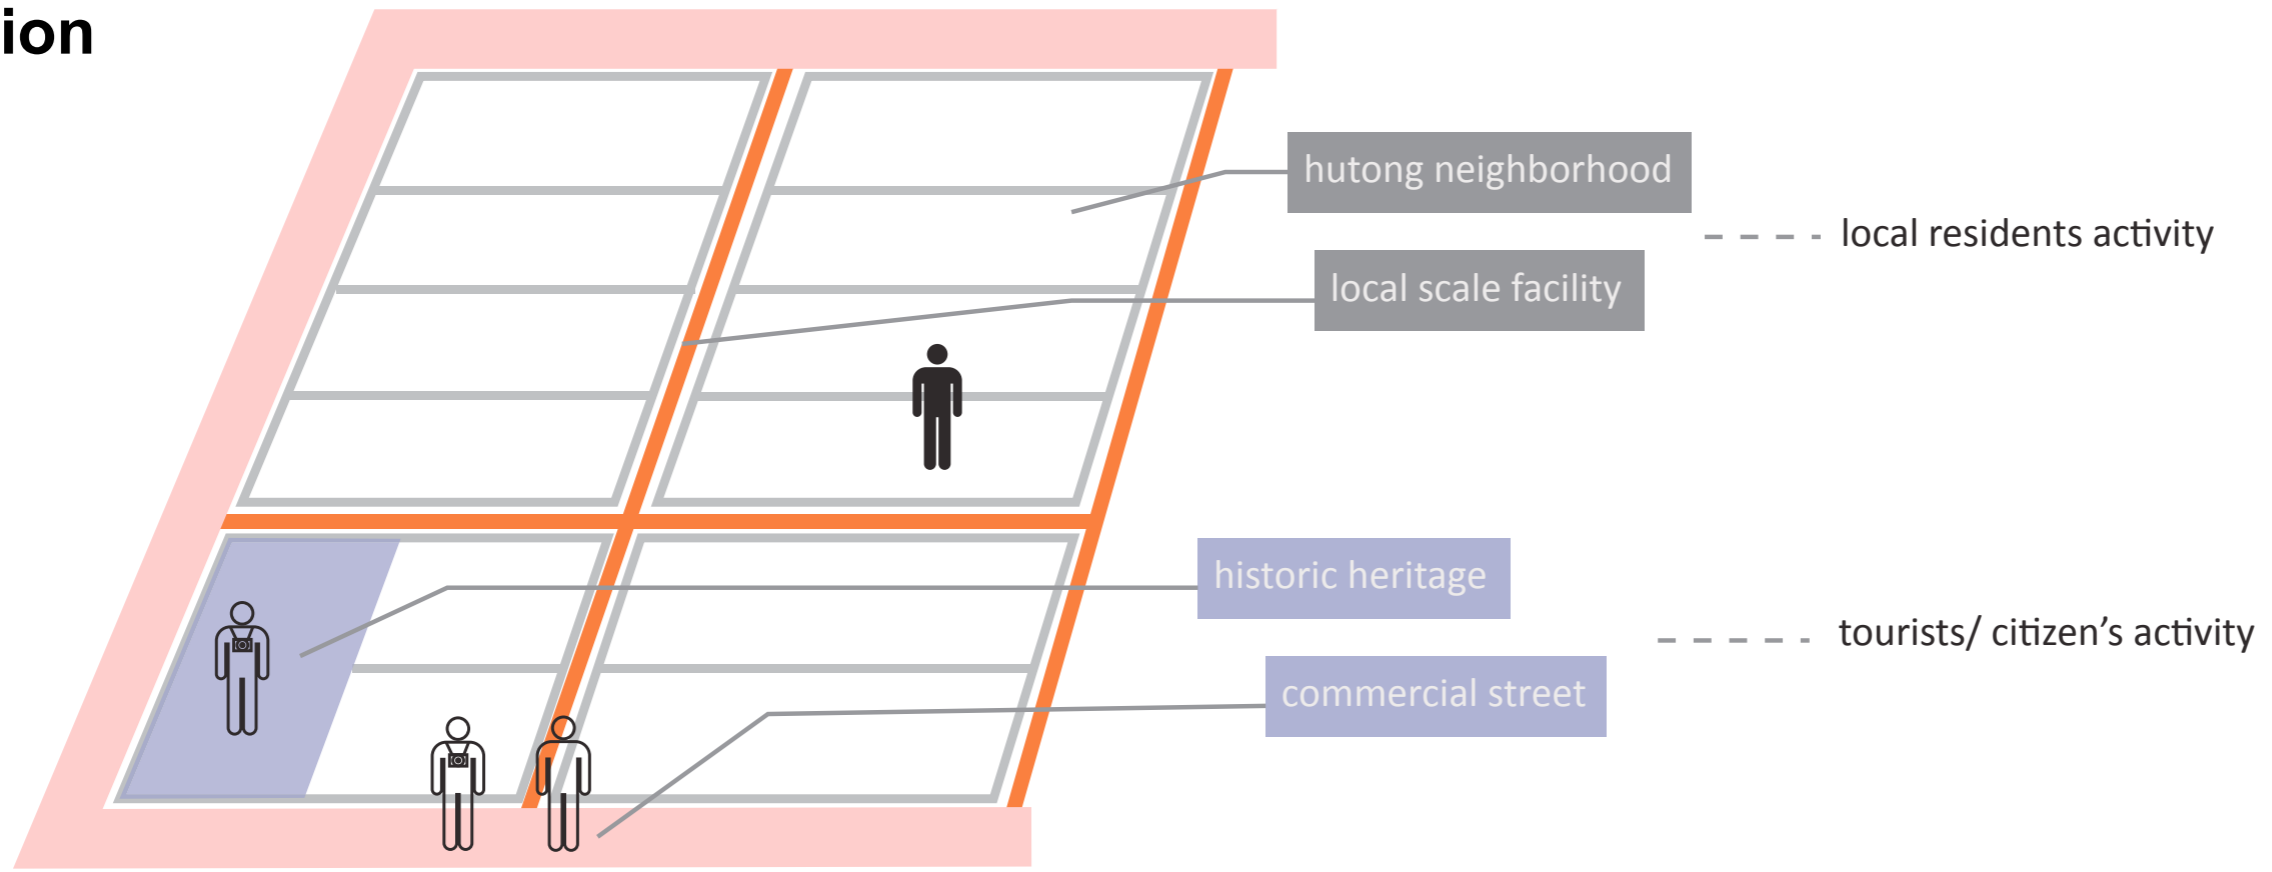 ion
hutong neighborhood
local residents activity
local scale facility
historic heritage
tourists/ citizen’s activity
commercial street